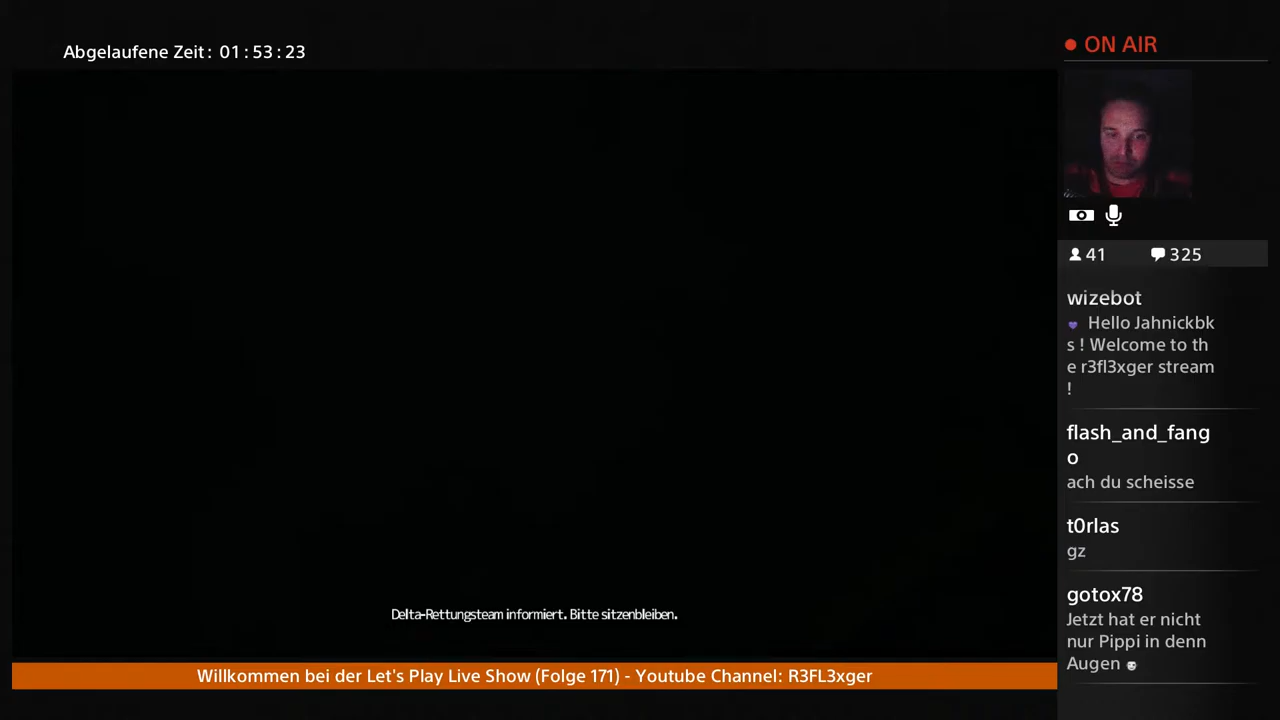 Abgelaufene Zeit: 01:53:23
ON AIR
41 325
wizebot
Hello Jahnickbk
s ! Welcome to th
e r3fl3xger stream
!
flash_and_fang
o
ach du scheisse
t0rlas
gz
gotox78
Jetzt hat er nicht
nur Pippi in denn
Augen
Delta-Rettungsteam informiert. Bitte sitzenbleiben.
Willkommen bei der Let's Play Live Show (Folge 171) - Youtube Channel: R3FL3xger